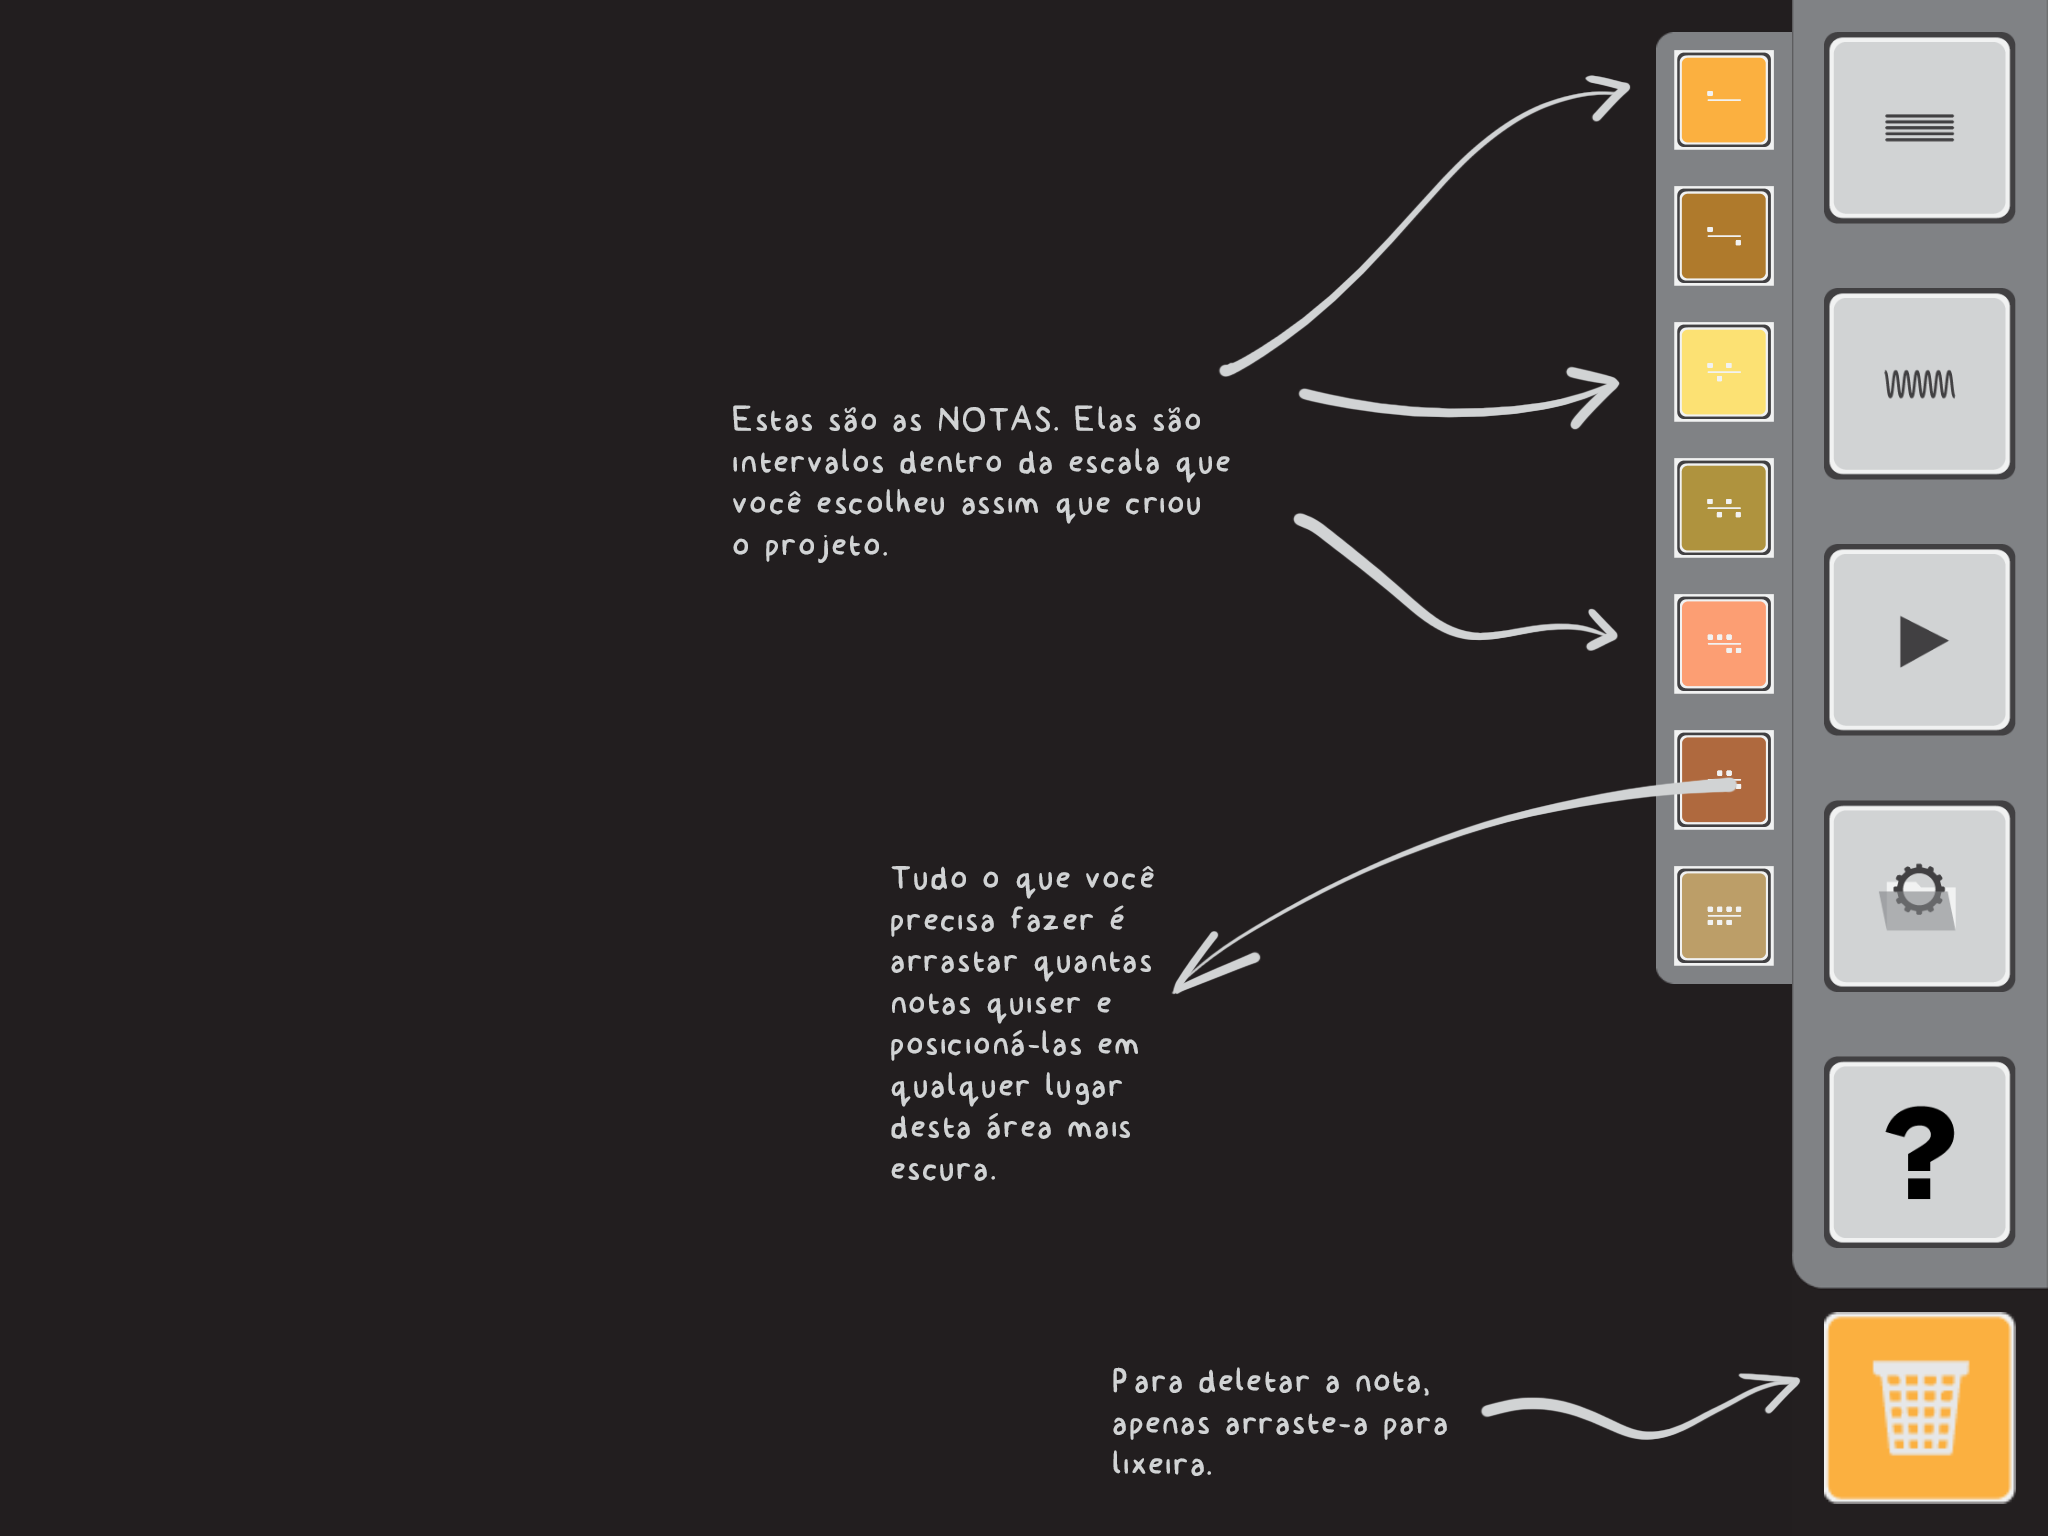 Estas são as NOTAS. Elas são
intervalos dentro da escala que
você escolheu assim que criou
o projeto.
Tudo o que você
precisa fazer é
arrastar quantas
notas quiser e
posicioná-las em
qualquer lugar
desta área mais
escura.
?
Para deletar a nota,
apenas arraste-a para
lixeira.